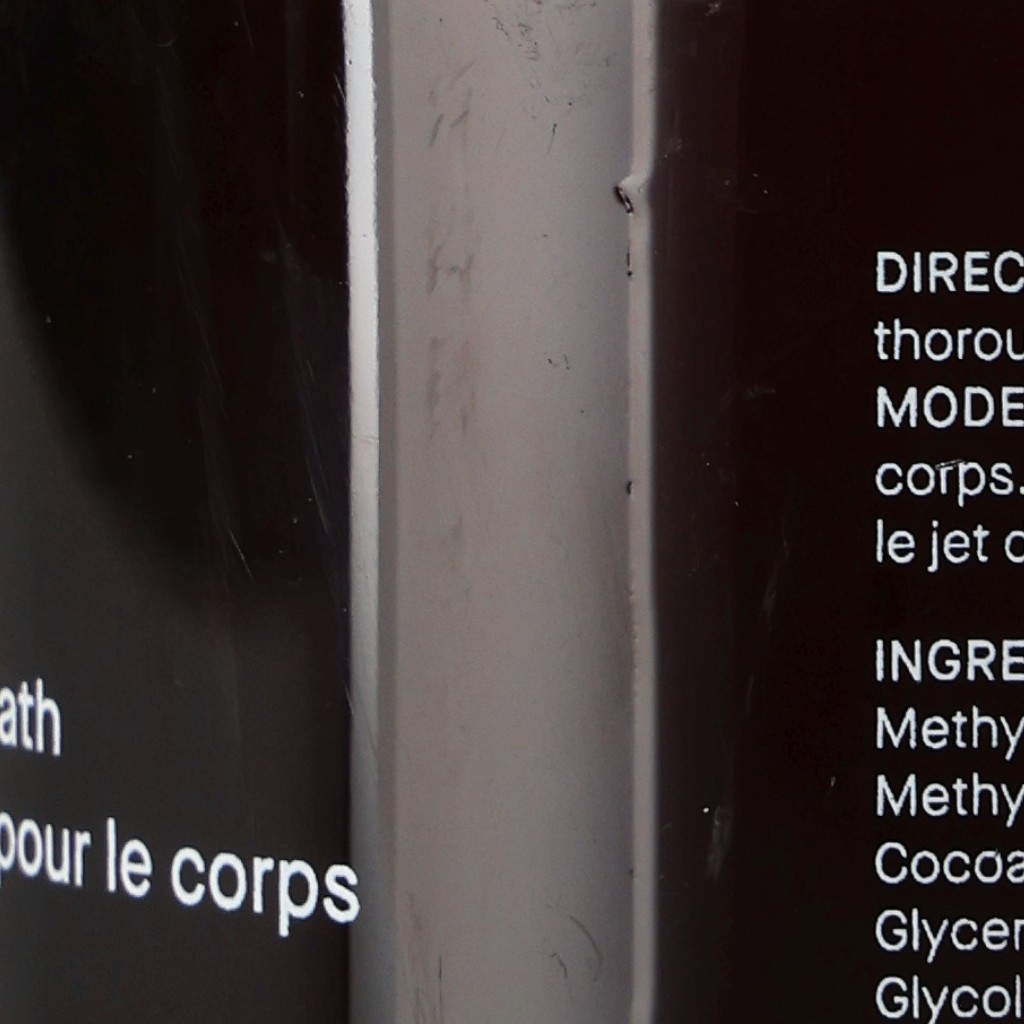 ath
pour le corps
DIREC
thorou
MODE
corps.
le jet
INGRE
Methy
Methy
Cocoa
Glycer
Glycol